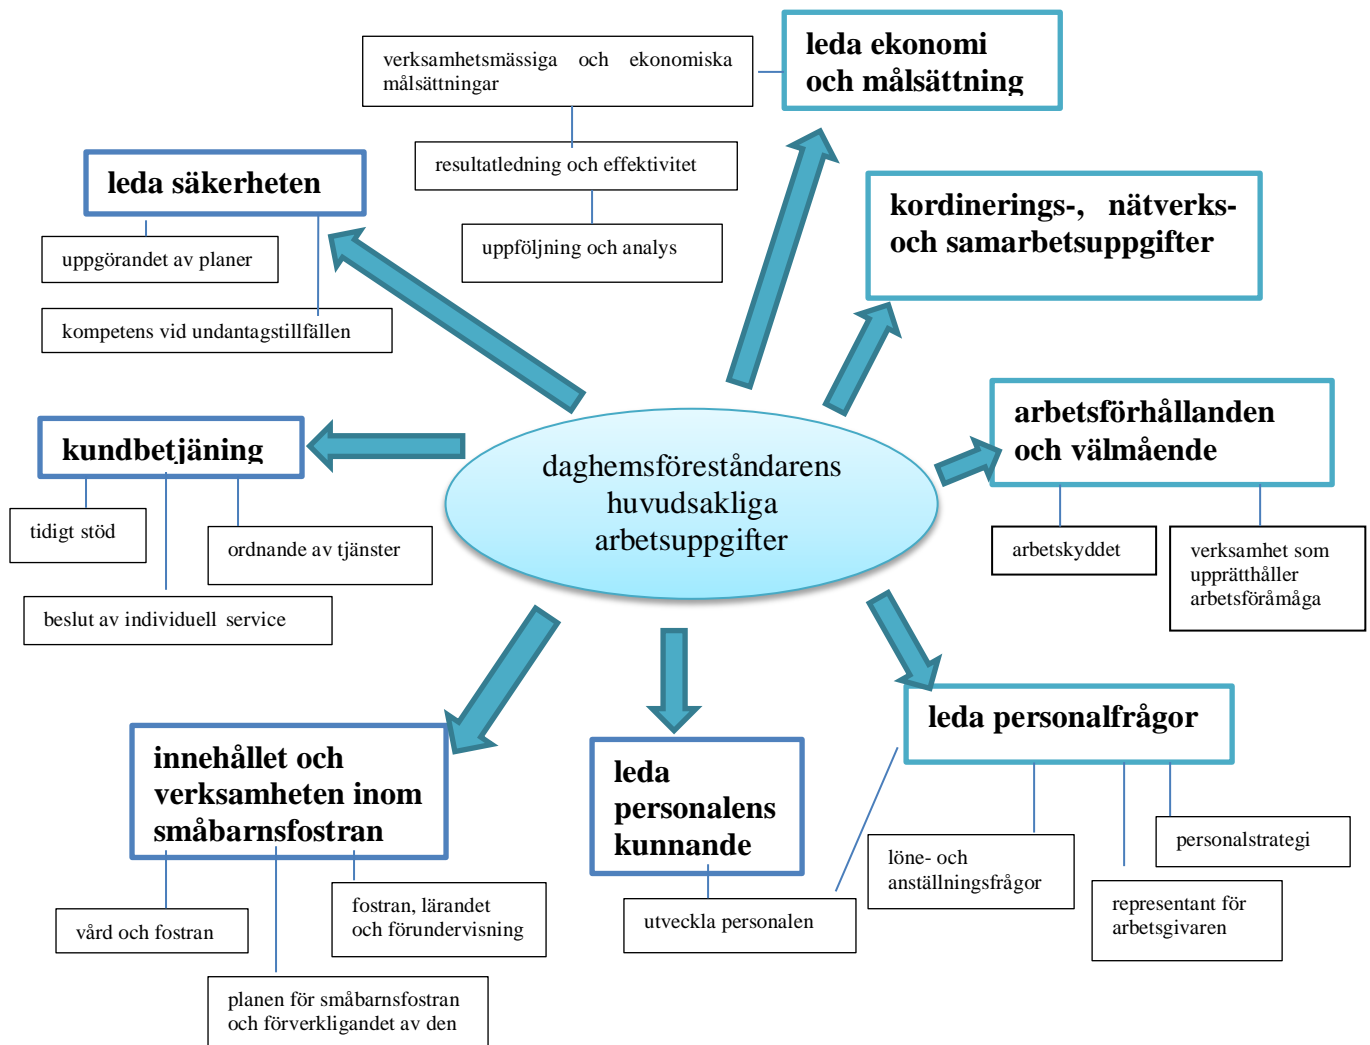 leda ekonomi
och målsättning
verksamhetsmässiga och ekonomiska
målsättningar
resultatledning och effektivitet
uppföljning och analys
leda säkerheten
uppgörandet av planer
kompetens vid undantagstillfällen
kordinerings-, nätverks-
och samarbetsuppgifter
kundbetjäning
tidigt stöd
ordnande av tjänster
beslut av individuell service
daghemsföreståndarens
huvudsakliga
arbetsuppgifter
arbetsförhållanden
och välmående
arbetskyddet
verksamhet som
upprätthåller
arbetsföråmåga
innehållet och
verksamheten inom
småbarnsfostran
vård och fostran
fostran, lärandet
och förundervisning
planen för småbarnsfostran
och förverkligandet av den
leda
personalens
kunnande
utveckla personalen
leda personalfrågor
löne- och
anställningsfrågor
representant för
arbetsgivaren
personalstrategi